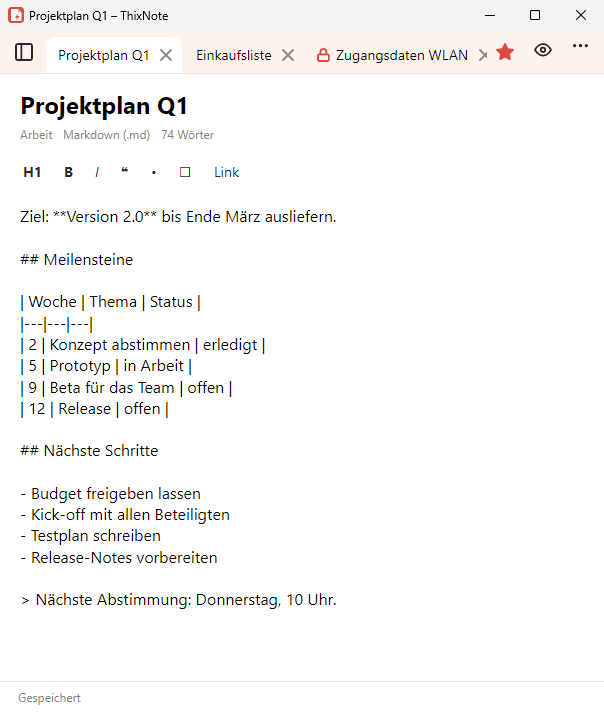 Projektplan Q1 – ThixNote
Projektplan Q1 Einkaufsliste Zugangsdaten WLAN
Projektplan Q1
Arbeit Markdown (.md) 74 Wörter
H1 B I ❝ • ☐ Link
Ziel: **Version 2.0** bis Ende März ausliefern.
## Meilensteine
| Woche | Thema | Status |
|---|---|---|
| 2 | Konzept abstimmen | erledigt |
| 5 | Prototyp | in Arbeit |
| 9 | Beta für das Team | offen |
| 12 | Release | offen |
## Nächste Schritte
- Budget freigeben lassen
- Kick-off mit allen Beteiligten
- Testplan schreiben
- Release-Notes vorbereiten
> Nächste Abstimmung: Donnerstag, 10 Uhr.
Gespeichert